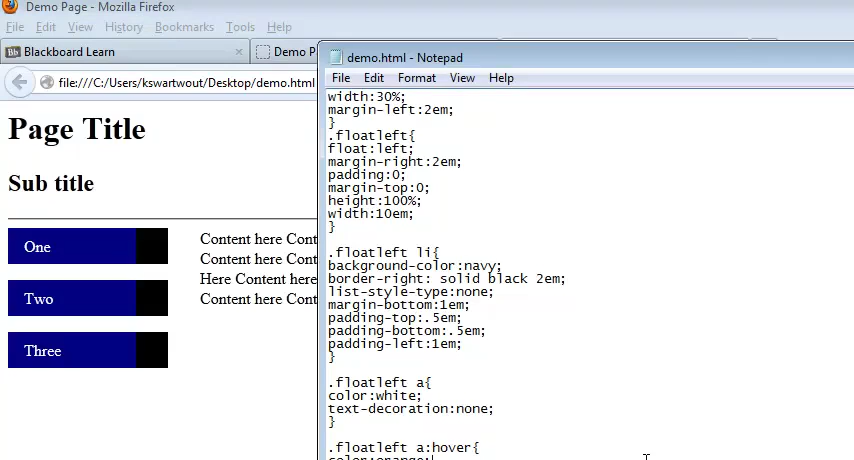 Demo Page - Mozilla Firefox
File Edit View History Bookmarks Tools Help
Bb Blackboard Learn × Demo P
file:///C:/Users/kswartwout/Desktop/demo.html
Page Title
Sub title
One
Two
Three
Content here Cont
Content here Cont
Here Content here
Content here Cont
demo.html - Notepad
File Edit Format View Help
width:30%;
margin-left:2em;
}
.floatleft{
float:left;
margin-right:2em;
padding:0;
margin-top:0;
height:100%;
width:10em;
}
.floatleft li{
background-color:navy;
border-right: solid black 2em;
list-style-type:none;
margin-bottom:1em;
padding-top:.5em;
padding-bottom:.5em;
padding-left:1em;
}
.floatleft a{
color:white;
text-decoration:none;
}
.floatleft a:hover{
color:orange;